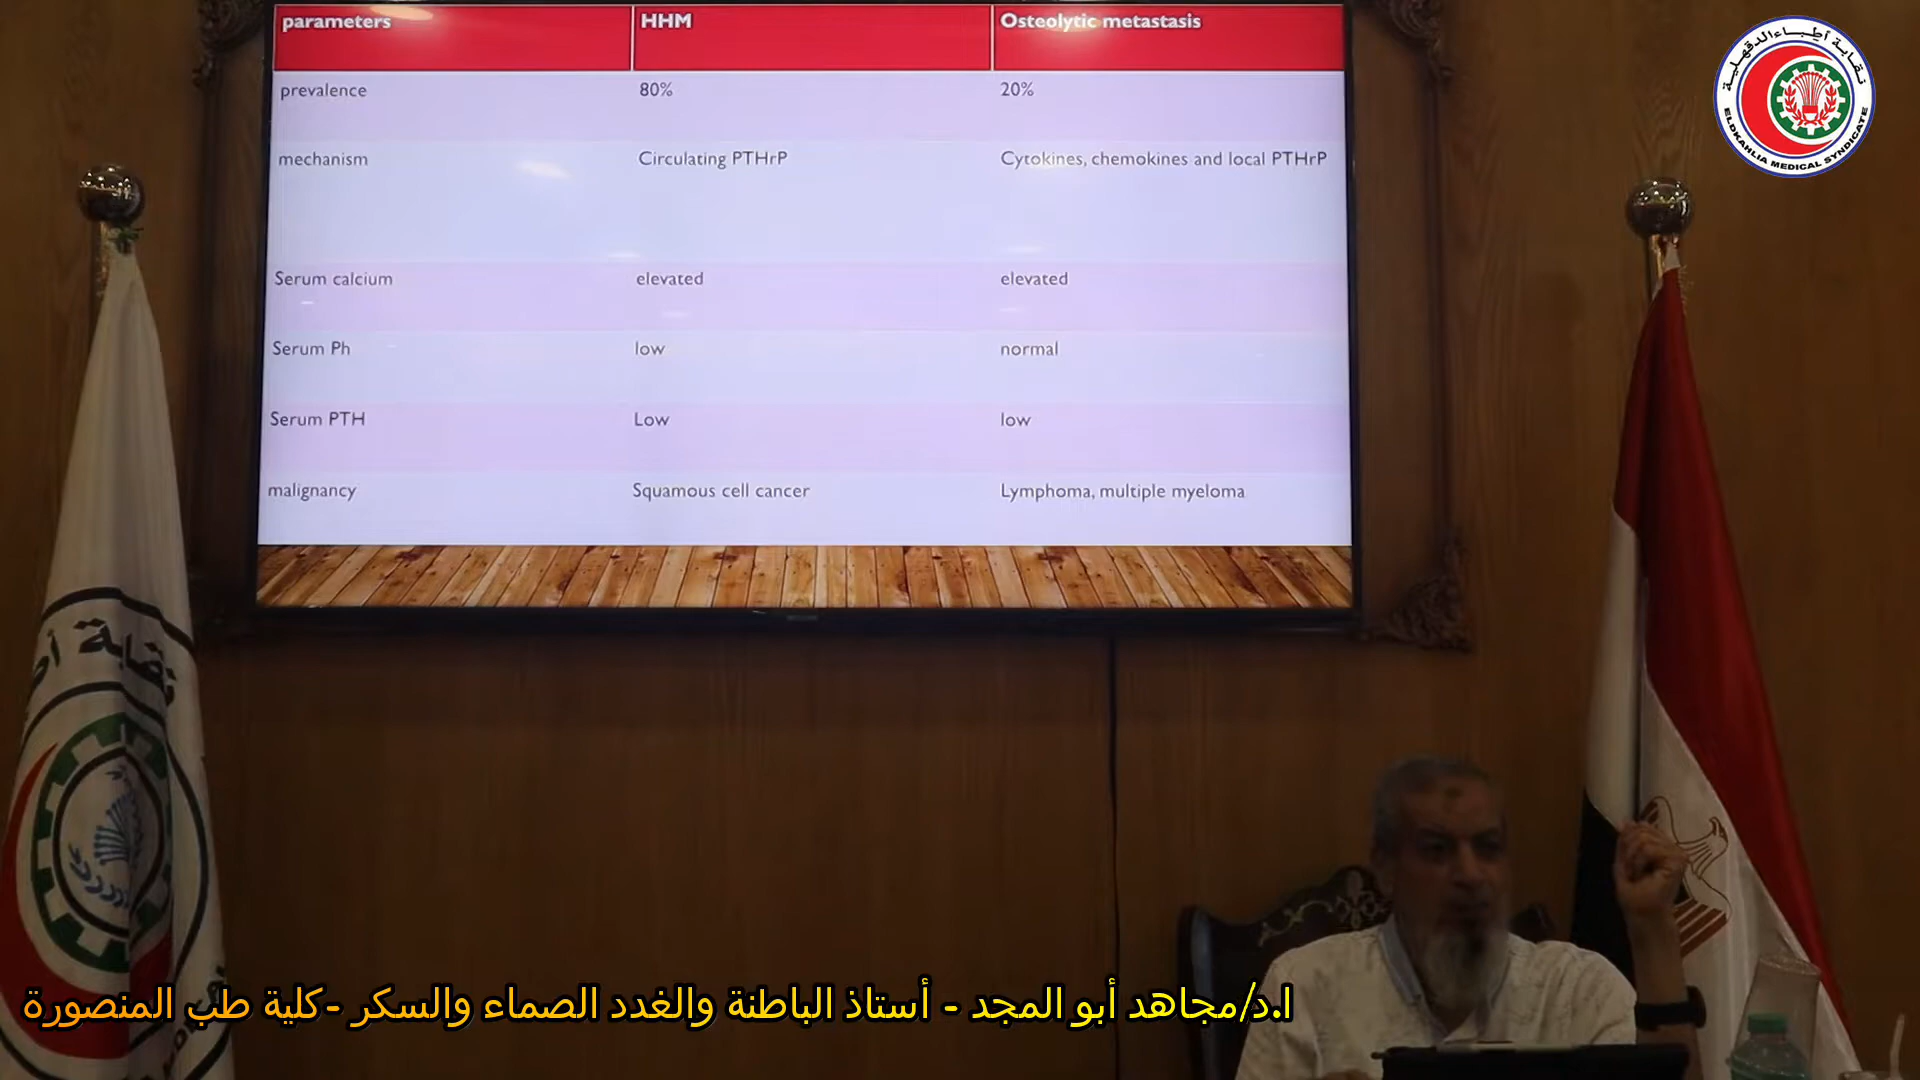 parameters HHM Osteolytic metastasis
prevalence 80% 20%
mechanism Circulating PTHrP Cytokines, chemokines and local PTHrP
Serum calcium elevated elevated
Serum Ph low normal
Serum PTH Low low
malignancy Squamous cell cancer Lymphoma, multiple myeloma
نقابة أطباء الدقهلية
ELDKAHLIA MEDICAL SYNDICATE
نقابة
ا.د/مجاهد أبو المجد - أستاذ الباطنة والغدد الصماء والسكر -كلية طب المنصورة